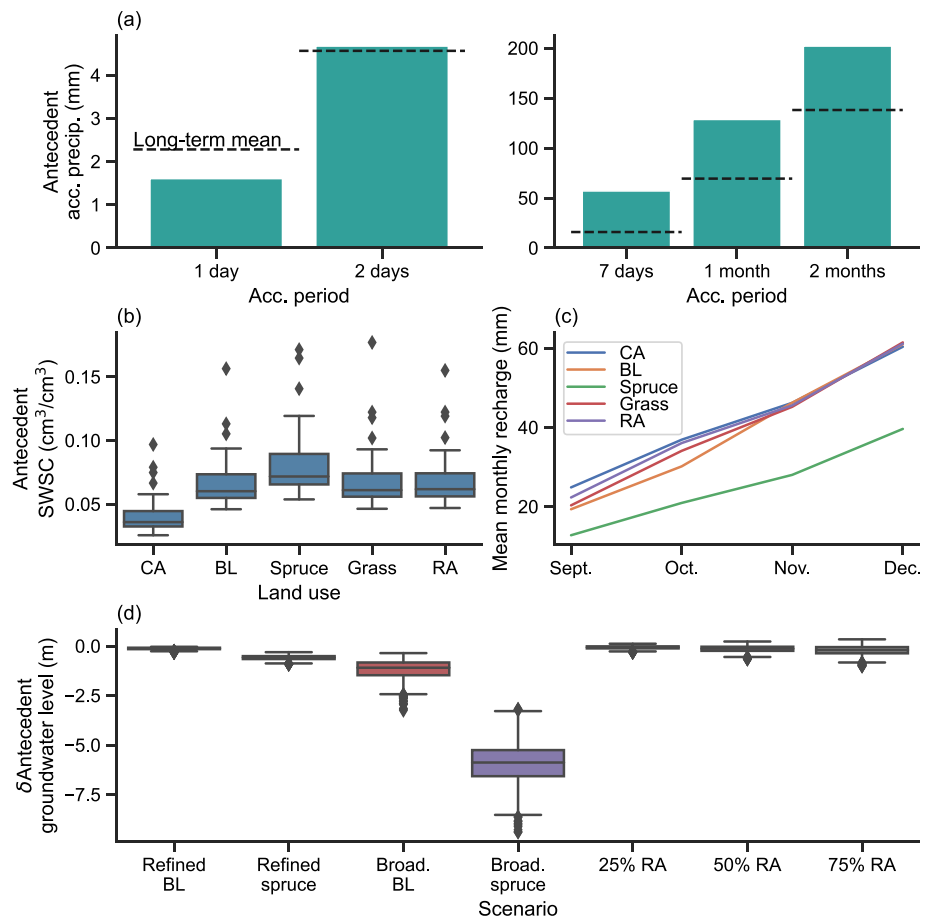 (a)
Antecedent
acc. precip. (mm)
4
3
2
1
0
Long-term mean
1 day
2 days
Acc. period
200
150
100
50
0
7 days
1 month
2 months
Acc. period
(b)
Antecedent
SWSC (cm³/cm³)
0.15
0.10
0.05
CA
BL
Spruce
Grass
RA
Land use
(c)
Mean monthly recharge (mm)
60
40
20
CA
BL
Spruce
Grass
RA
Sept.
Oct.
Nov.
Dec.
(d)
δAntecedent
groundwater level (m)
0.0
−2.5
−5.0
−7.5
Refined
BL
Refined
spruce
Broad.
BL
Broad.
spruce
25% RA
50% RA
75% RA
Scenario